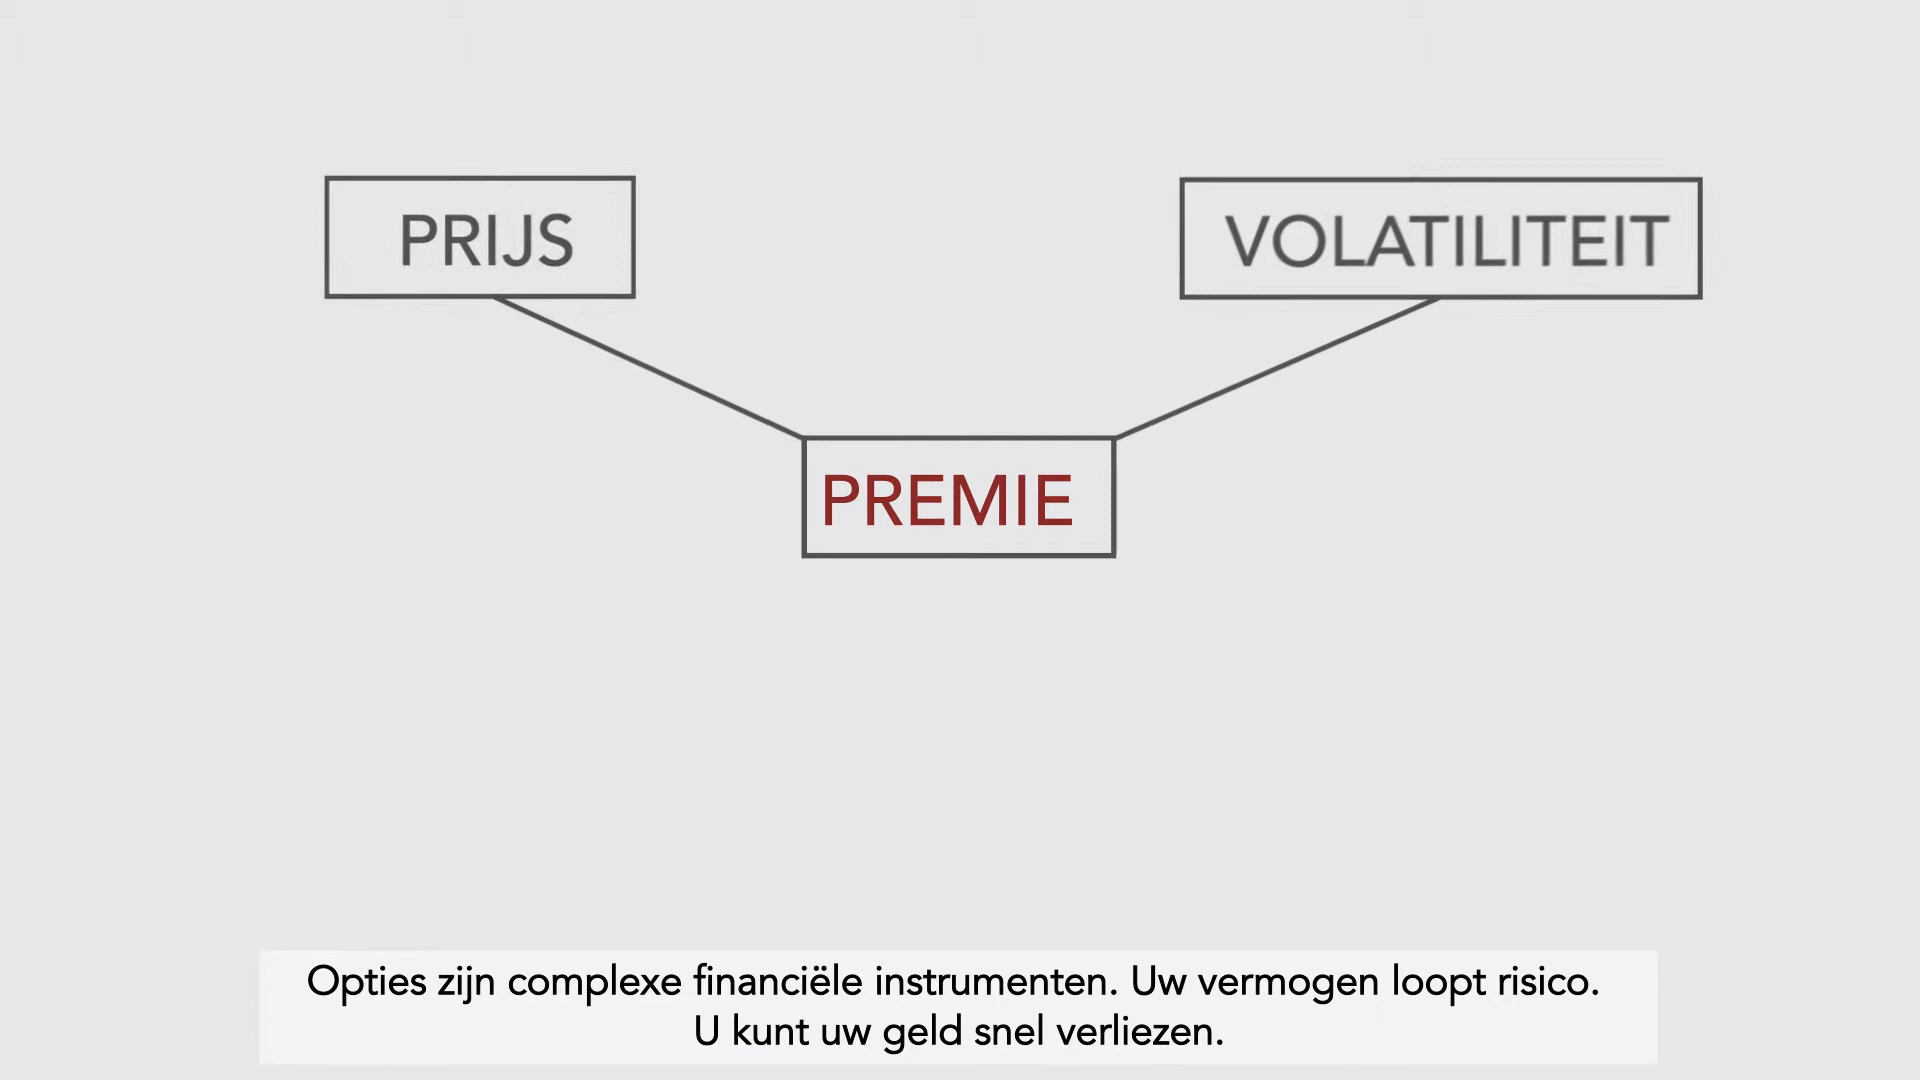 PRIJS
VOLATILITEIT
PREMIE
Opties zijn complexe financiële instrumenten. Uw vermogen loopt risico.
U kunt uw geld snel verliezen.